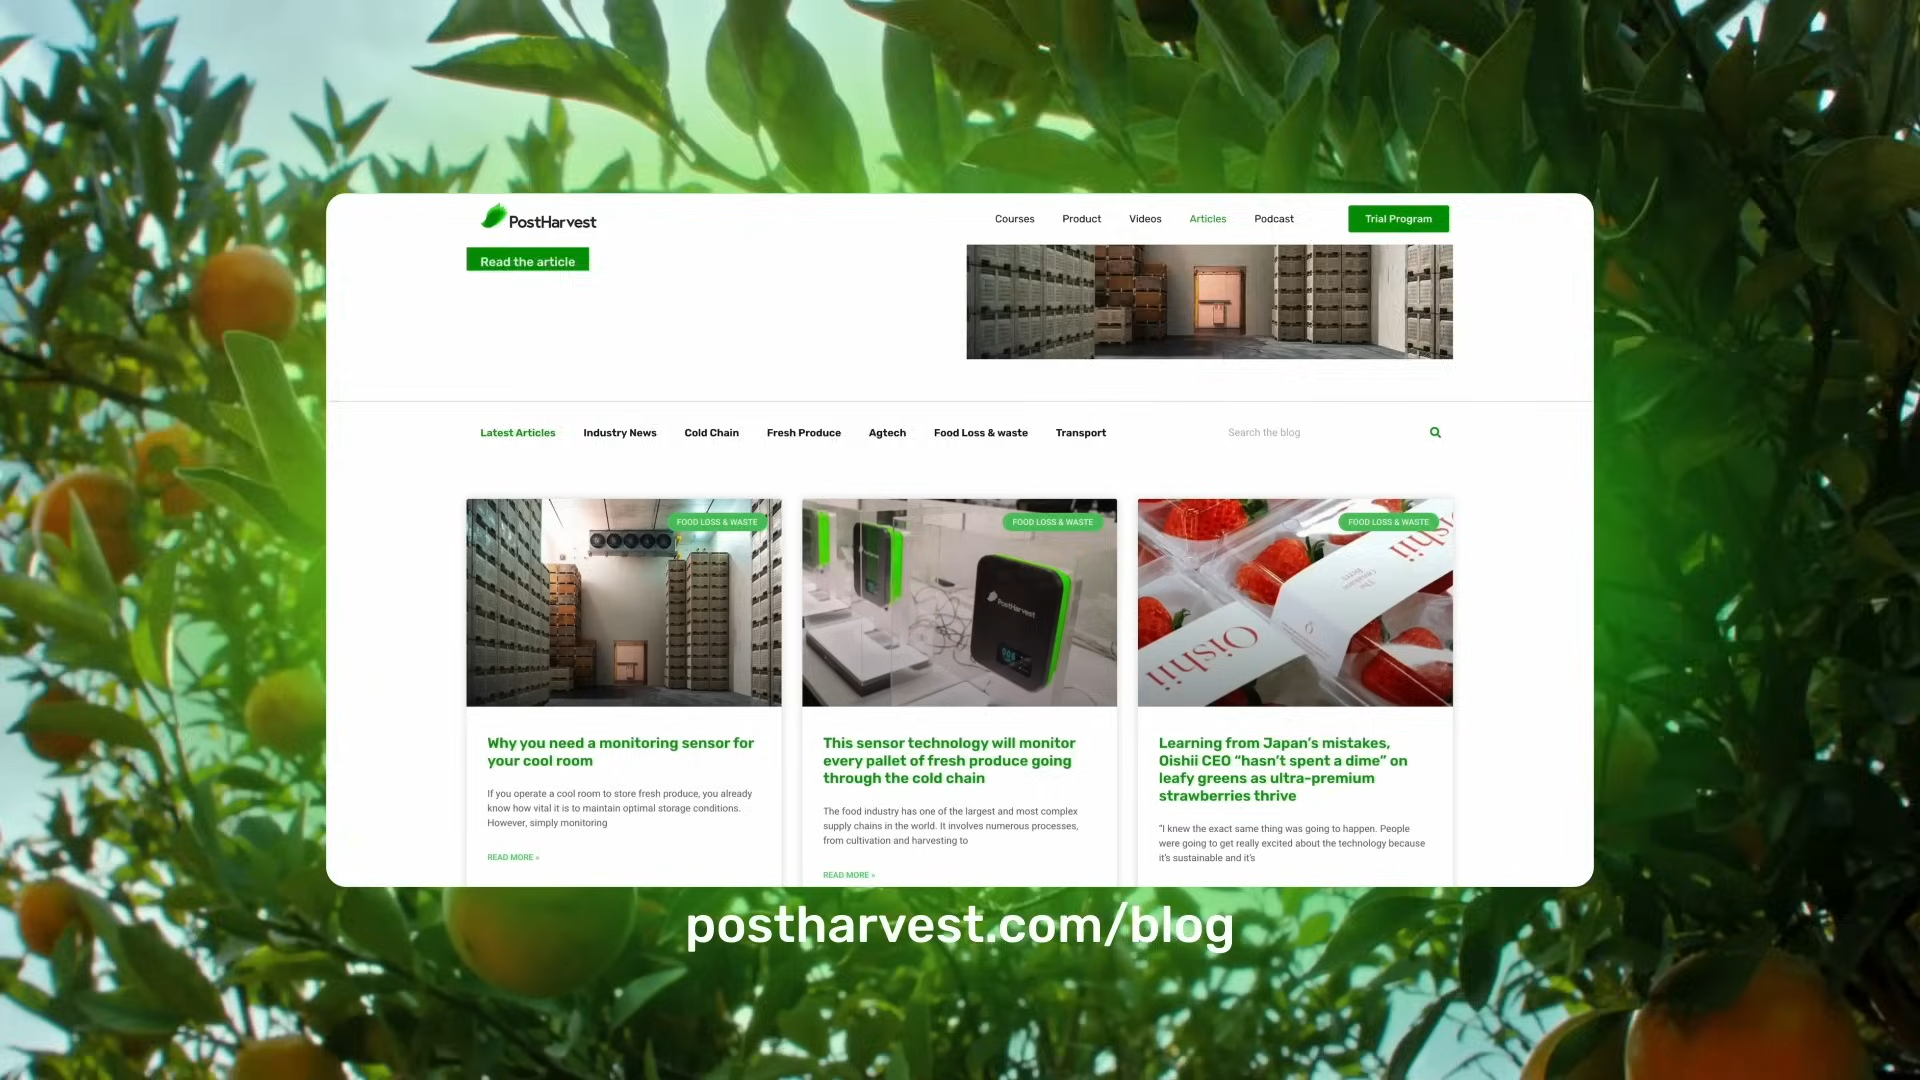 PostHarvest
Courses Product Videos Articles Podcast Trial Program
Read the article
Latest Articles Industry News Cold Chain Fresh Produce Agtech Food Loss & waste Transport Search the blog
FOOD LOSS & WASTE
FOOD LOSS & WASTE
FOOD LOSS & WASTE
PostHarvest
Oishii
Oishii
The
Omakase
Berry
Why you need a monitoring sensor for
your cool room
If you operate a cool room to store fresh produce, you already
know how vital it is to maintain optimal storage conditions.
However, simply monitoring
READ MORE »
This sensor technology will monitor
every pallet of fresh produce going
through the cold chain
The food industry has one of the largest and most complex
supply chains in the world. It involves numerous processes,
from cultivation and harvesting to
READ MORE »
Learning from Japan’s mistakes,
Oishii CEO “hasn’t spent a dime” on
leafy greens as ultra-premium
strawberries thrive
“I knew the exact same thing was going to happen. People
were going to get really excited about the technology because
it’s sustainable and it’s
postharvest.com/blog